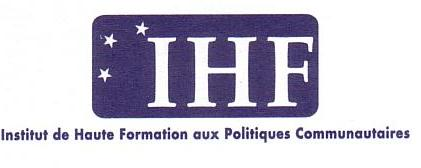 IHF
Institut de Haute Formation aux Politiques Communautaires